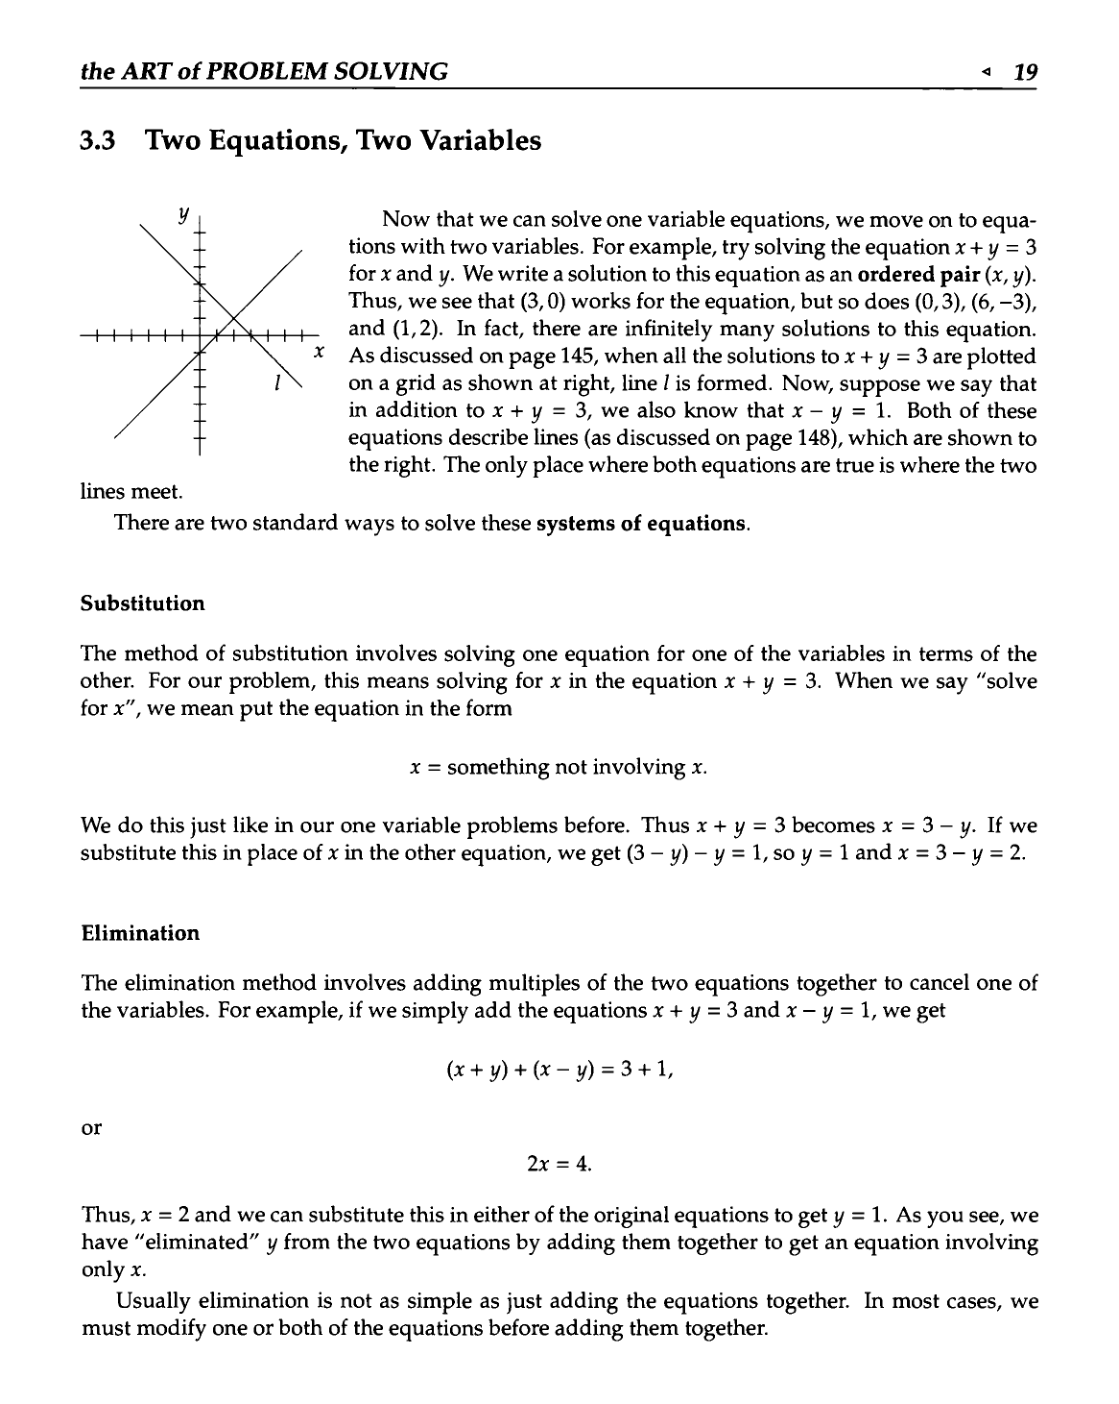 the ART of PROBLEM SOLVING ◃ 19
3.3 Two Equations, Two Variables
y
x
l
Now that we can solve one variable equations, we move on to equa-
tions with two variables. For example, try solving the equation x + y = 3
for x and y. We write a solution to this equation as an ordered pair (x, y).
Thus, we see that (3, 0) works for the equation, but so does (0, 3), (6, −3),
and (1, 2). In fact, there are infinitely many solutions to this equation.
As discussed on page 145, when all the solutions to x + y = 3 are plotted
on a grid as shown at right, line l is formed. Now, suppose we say that
in addition to x + y = 3, we also know that x − y = 1. Both of these
equations describe lines (as discussed on page 148), which are shown to
the right. The only place where both equations are true is where the two
lines meet.
There are two standard ways to solve these systems of equations.
Substitution
The method of substitution involves solving one equation for one of the variables in terms of the
other. For our problem, this means solving for x in the equation x + y = 3. When we say "solve
for x", we mean put the equation in the form
x = something not involving x.
We do this just like in our one variable problems before. Thus x + y = 3 becomes x = 3 − y. If we
substitute this in place of x in the other equation, we get (3 − y) − y = 1, so y = 1 and x = 3 − y = 2.
Elimination
The elimination method involves adding multiples of the two equations together to cancel one of
the variables. For example, if we simply add the equations x + y = 3 and x − y = 1, we get
(x + y) + (x − y) = 3 + 1,
or
2x = 4.
Thus, x = 2 and we can substitute this in either of the original equations to get y = 1. As you see, we
have "eliminated" y from the two equations by adding them together to get an equation involving
only x.
Usually elimination is not as simple as just adding the equations together. In most cases, we
must modify one or both of the equations before adding them together.